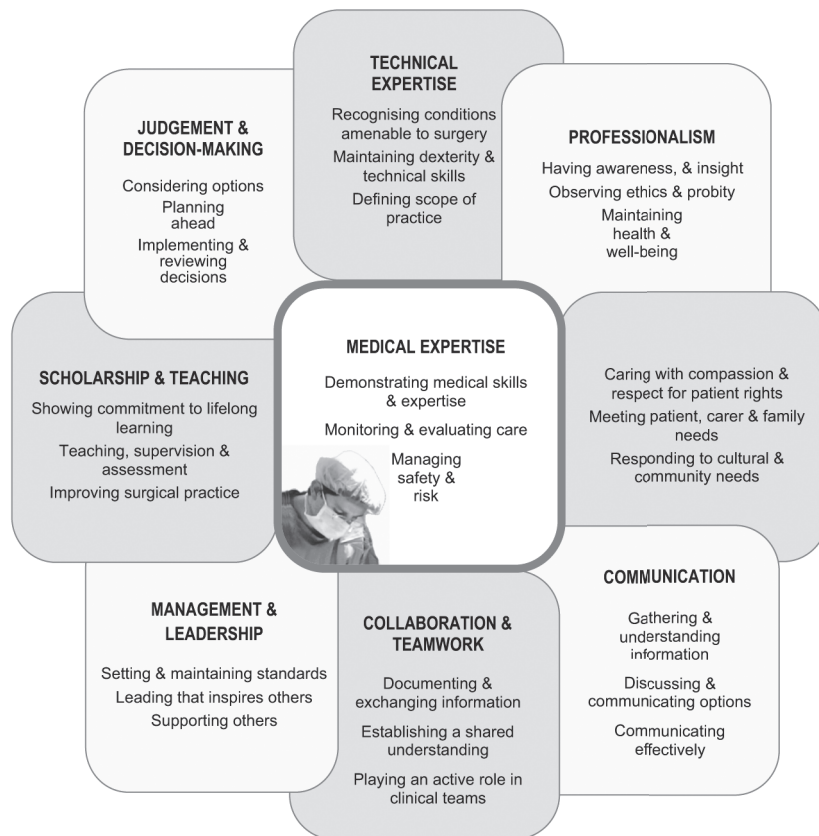 TECHNICAL
EXPERTISE
Recognising conditions
amenable to surgery
Maintaining dexterity &
technical skills
Defining scope of
practice
JUDGEMENT &
DECISION-MAKING
Considering options
Planning
ahead
Implementing &
reviewing
decisions
PROFESSIONALISM
Having awareness, & insight
Observing ethics & probity
Maintaining
health &
well-being
SCHOLARSHIP & TEACHING
Showing commitment to lifelong
learning
Teaching, supervision &
assessment
Improving surgical practice
MEDICAL EXPERTISE
Demonstrating medical skills
& expertise
Monitoring & evaluating care
Managing
safety &
risk
Caring with compassion &
respect for patient rights
Meeting patient, carer & family
needs
Responding to cultural &
community needs
MANAGEMENT &
LEADERSHIP
Setting & maintaining standards
Leading that inspires others
Supporting others
COLLABORATION &
TEAMWORK
Documenting &
exchanging information
Establishing a shared
understanding
Playing an active role in
clinical teams
COMMUNICATION
Gathering &
understanding
information
Discussing &
communicating options
Communicating
effectively